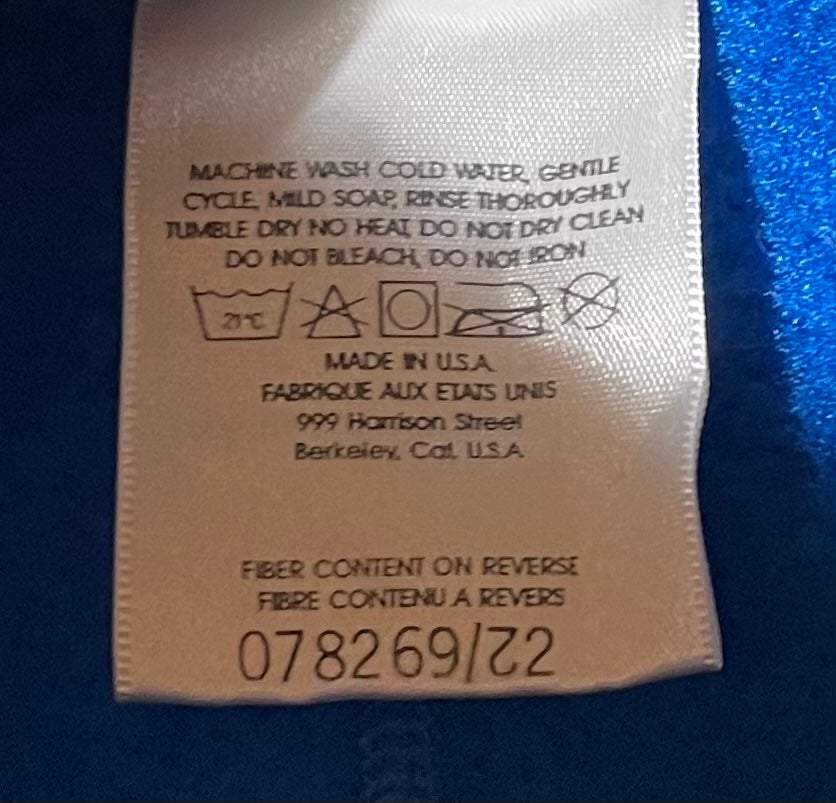 MACHINE WASH COLD WATER, GENTLE
CYCLE, MILD SOAP, RINSE THOROUGHLY
TUMBLE DRY NO HEAT, DO NOT DRY CLEAN
DO NOT BLEACH, DO NOT IRON
21°C
MADE IN U.S.A.
FABRIQUE AUX ETATS UNIS
999 Harrison Street
Berkeley, Cal. U.S.A.
FIBER CONTENT ON REVERSE
FIBRE CONTENU A REVERS
078269/22